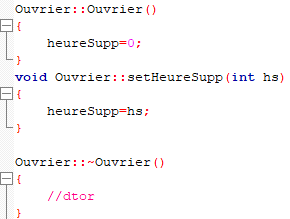 Ouvrier::Ouvrier()
{
    heureSupp=0;
}
void Ouvrier::setHeureSupp(int hs)
{
    heureSupp=hs;
}

Ouvrier::~Ouvrier()
{
    //dtor
}